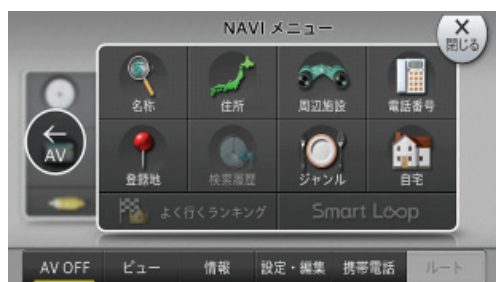 NAVI メニュー
X
閉じる
名称 住所 周辺施設 電話番号
AV
登録地 検索履歴 ジャンル 自宅
よく行くランキング Smart Loop
AV OFF ビュー 情報 設定・編集 携帯電話 ルート